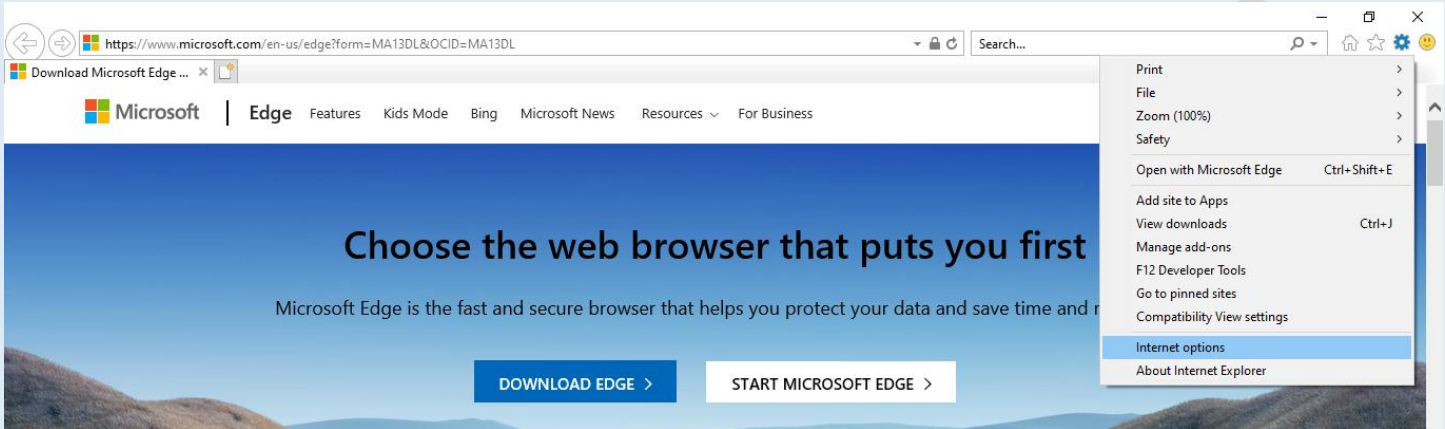 https://www.microsoft.com/en-us/edge?form=MA13DL&OCID=MA13DL
Search...
Download Microsoft Edge ...
Microsoft | Edge Features Kids Mode Bing Microsoft News Resources For Business
Choose the web browser that puts you first
Microsoft Edge is the fast and secure browser that helps you protect your data and save time and
DOWNLOAD EDGE >
START MICROSOFT EDGE >
Print >
File >
Zoom (100%) >
Safety >
Open with Microsoft Edge Ctrl+Shift+E
Add site to Apps
View downloads Ctrl+J
Manage add-ons
F12 Developer Tools
Go to pinned sites
Compatibility View settings
Internet options
About Internet Explorer